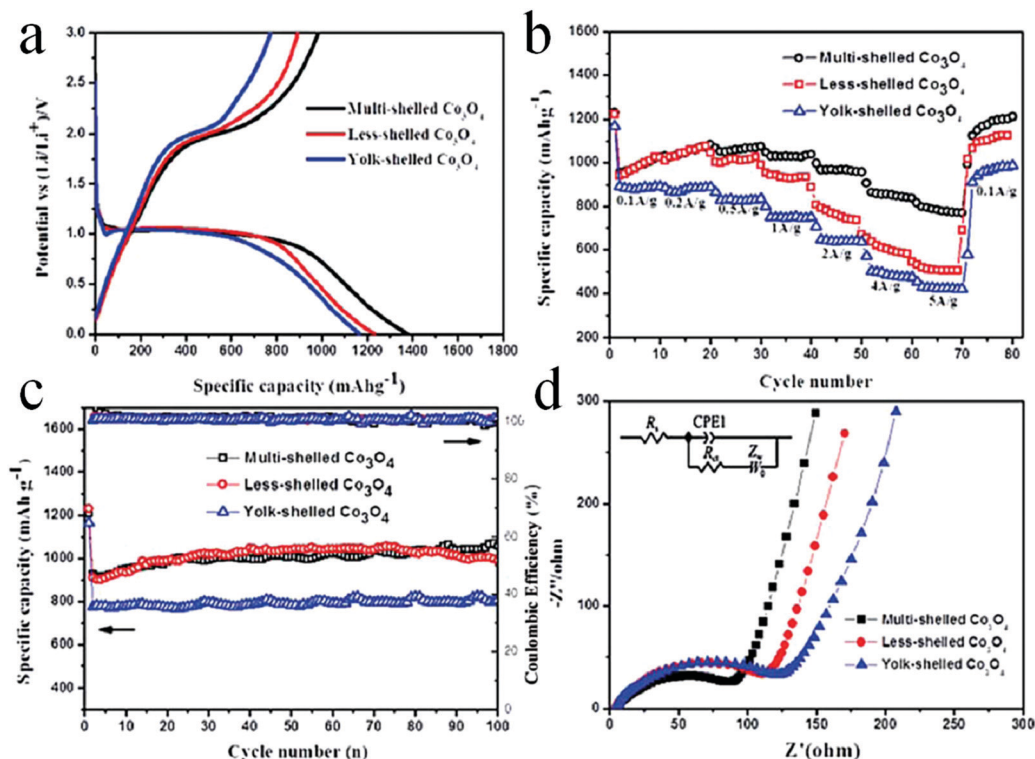 a
3.0
2.5
2.0
1.5
1.0
0.5
0.0
Potential vs (Li/Li⁺)/V
Multi-shelled Co₃O₄
Less-shelled Co₃O₄
Yolk-shelled Co₃O₄
0 200 400 600 800 1000 1200 1400 1600 1800
Specific capacity (mAhg⁻¹)
b
1600
1400
1200
1000
800
600
400
200
Specific capacity (mAhg⁻¹)
Multi-shelled Co₃O₄
Less-shelled Co₃O₄
Yolk-shelled Co₃O₄
0.1A/g 0.2A/g 0.5A/g 1A/g 2A/g 4A/g 5A/g 0.1A/g
0 10 20 30 40 50 60 70 80
Cycle number
c
1600
1400
1200
1000
800
600
400
Specific capacity (mAh g⁻¹)
Multi-shelled Co₃O₄
Less-shelled Co₃O₄
Yolk-shelled Co₃O₄
100
80
60
40
20
0
Coulombic Efficiency (%)
0 10 20 30 40 50 60 70 80 90 100
Cycle number (n)
d
300
250
200
150
100
50
0
-Z''/ohm
CPE1
Multi-shelled Co₃O₄
Less-shelled Co₃O₄
Yolk-shelled Co₃O₄
0 50 100 150 200 250 300
Z'(ohm)